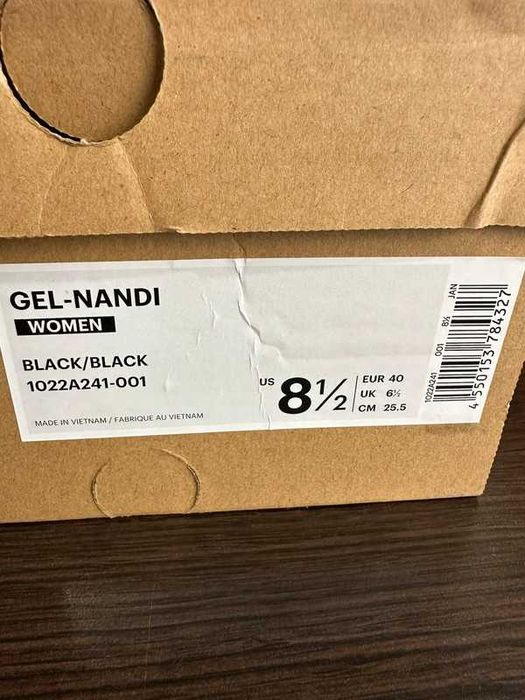 GEL-NANDI
WOMEN
BLACK/BLACK
1022A241-001
MADE IN VIETNAM / FABRIQUE AU VIETNAM
US 8½
EUR 40
UK 6½
CM 25.5
1022A241 001 8½ JAN
4550153784327